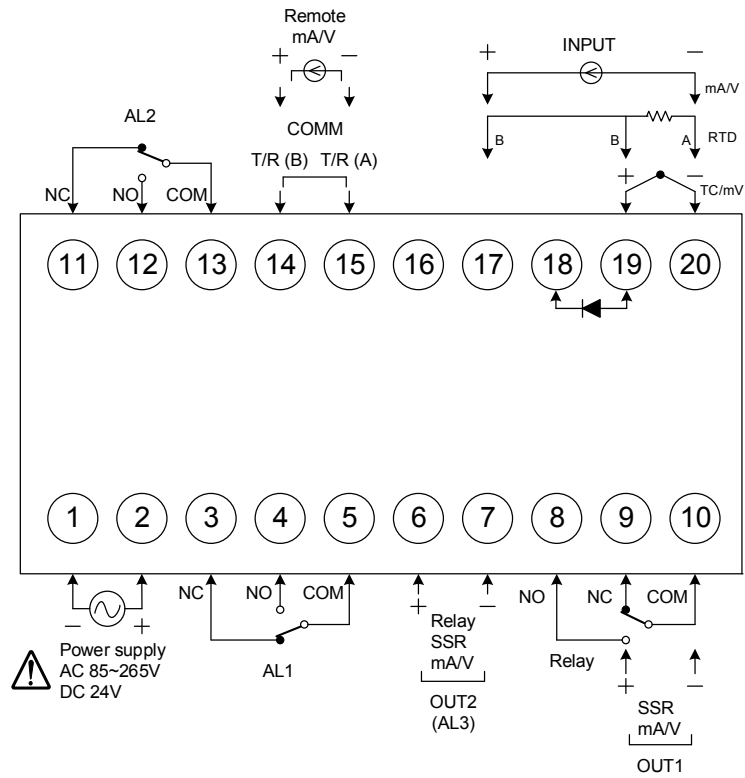 Remote
mA/V
+ −
INPUT
+ −
mA/V
COMM
T/R (B) T/R (A)
B B A RTD
+ −
TC/mV
AL2
NC NO COM
11 12 13 14 15 16 17 18 19 20
1 2 3 4 5 6 7 8 9 10
− +
Power supply
AC 85~265V
DC 24V
NC NO COM
AL1
+ −
Relay
SSR
mA/V
OUT2
(AL3)
NO NC COM
Relay
+ −
SSR
mA/V
OUT1